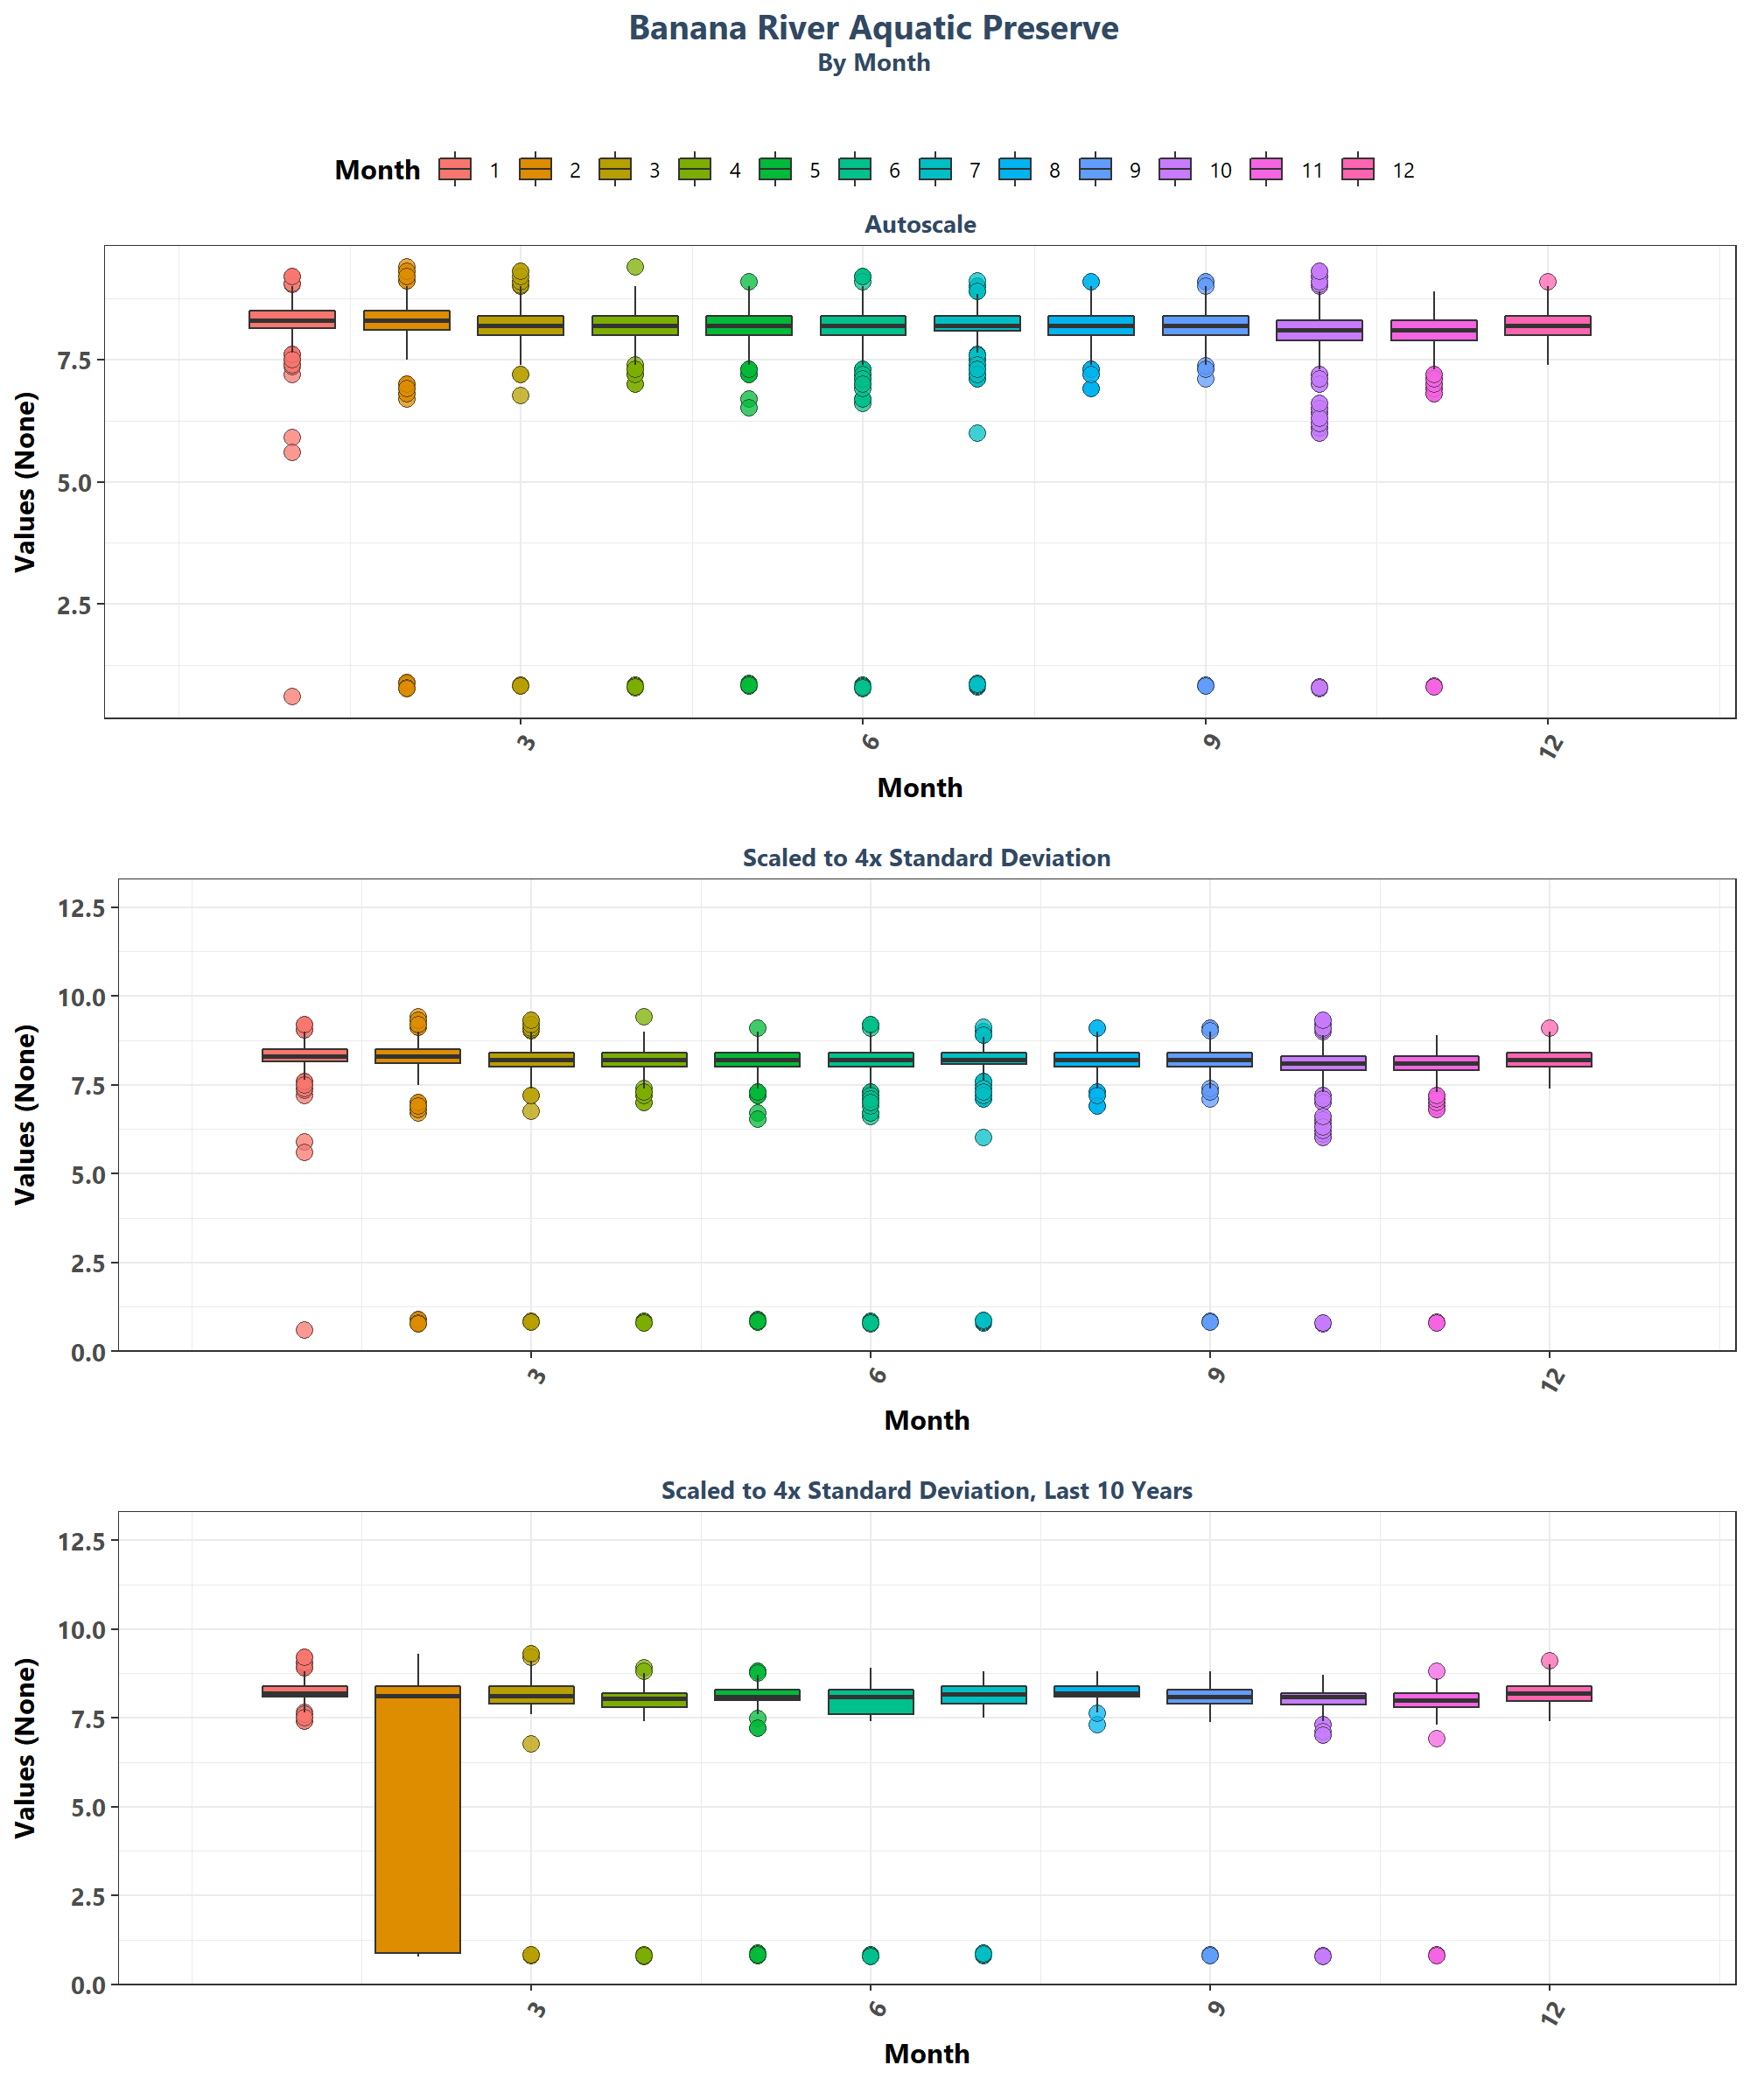 Banana River Aquatic Preserve
By Month
Month 1 2 3 4 5 6 7 8 9 10 11 12
Autoscale
Values (None)
7.5
5.0
2.5
3 6 9 12
Month
Scaled to 4x Standard Deviation
Values (None)
12.5
10.0
7.5
5.0
2.5
0.0
3 6 9 12
Month
Scaled to 4x Standard Deviation, Last 10 Years
Values (None)
12.5
10.0
7.5
5.0
2.5
0.0
3 6 9 12
Month